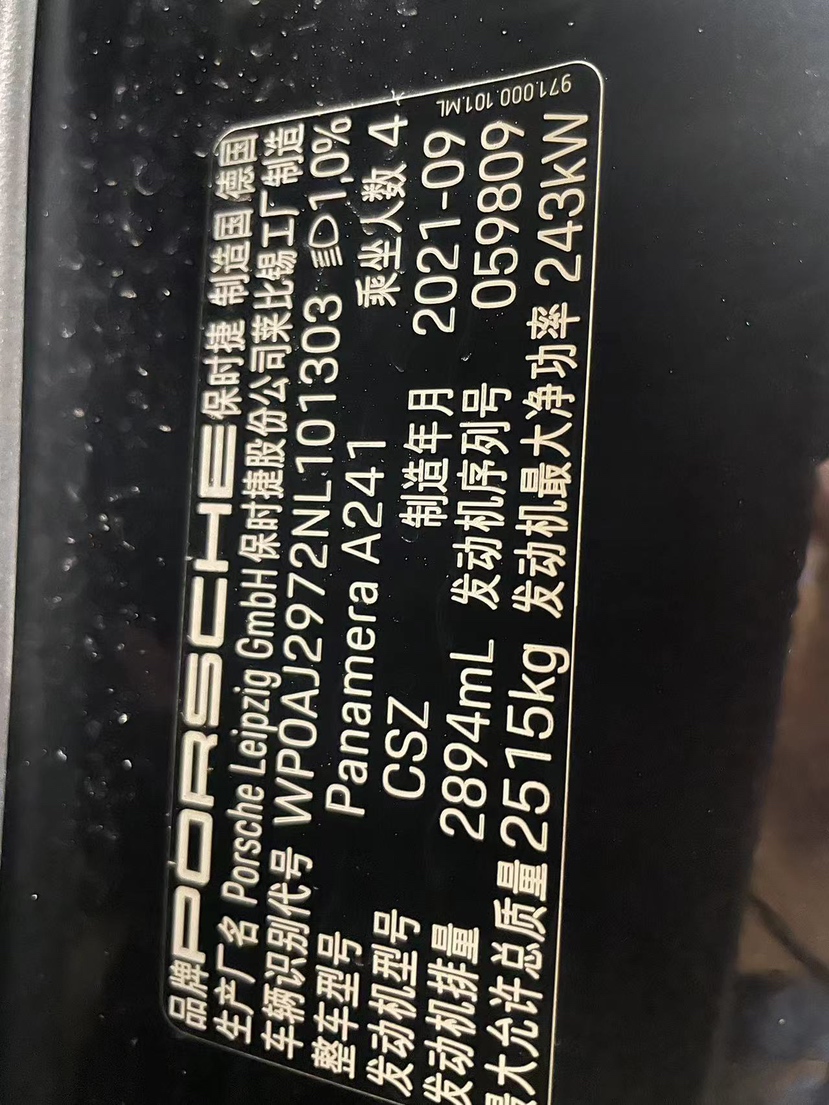 品牌 PORSCHE 保时捷 制造国 德国
生产厂名 Porsche Leipzig GmbH 保时捷股份公司莱比锡工厂制造
车辆识别代号 WP0AJ2972NL101303 1,0%
整车型号 Panamera A241 乘坐人数 4
发动机型号 CSZ 制造年月 2021-09
发动机排量 2894mL 发动机序列号 059809
最大允许总质量 2515kg 发动机最大净功率 243kW
971.000.101.ML